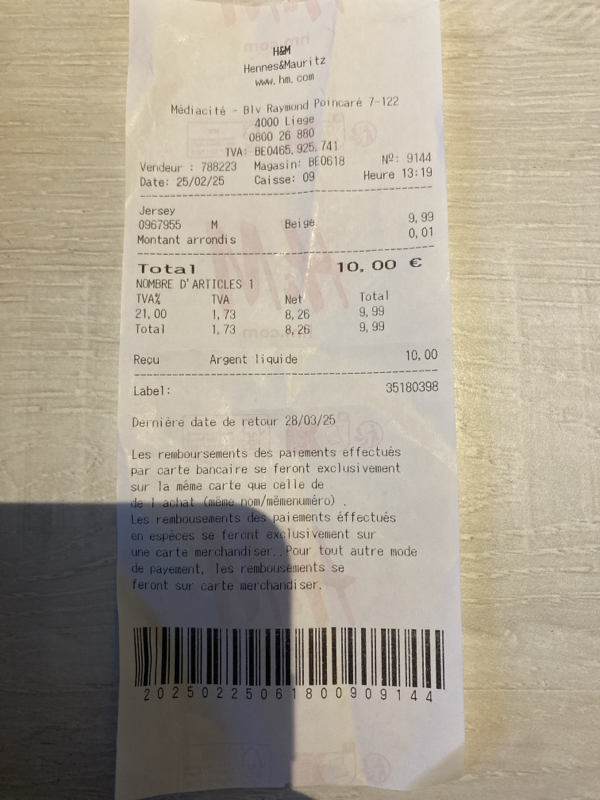 H&M
Hennes&Mauritz
www.hm.com
Médiacité - Blv Raymond Poincaré 7-122
4000 Liege
0800 26 880
TVA: BE0465.925.741
Vendeur : 788223 Magasin: BE0618 Nº: 9144
Date: 25/02/25 Caisse: 09 Heure 13:19
Jersey
0967955 M Beige 9,99
Montant arrondis 0,01
Total 10,00 €
NOMBRE D'ARTICLES 1
TVA% TVA Net Total
21,00 1,73 8,26 9,99
Total 1,73 8,26 9,99
Recu Argent liquide 10,00
Label: 35180398
Dernière date de retour 28/03/25
Les remboursements des paiements effectués
par carte bancaire se feront exclusivement
sur la même carte que celle de
de l achat (même nom/mêmenuméro) .
Les rembousements des paiements éffectués
en espèces se feront exclusivement sur
une carte merchandiser..Pour tout autre mode
de payement, les rembousements se
feront sur carte merchandiser.
2025022506180090914 4